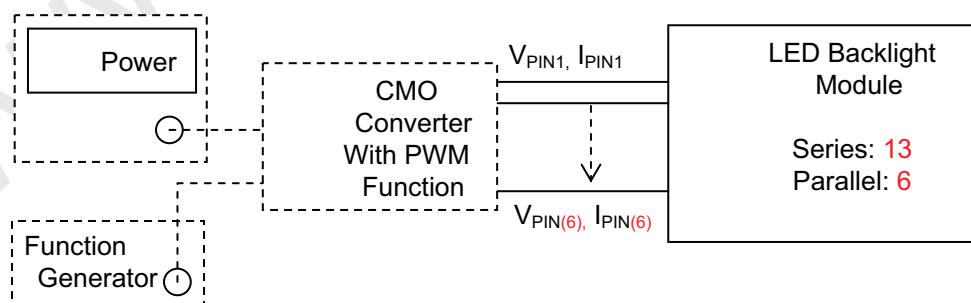 Power
Function
Generator
CMO
Converter
With PWM
Function
VPIN1, IPIN1
VPIN(6), IPIN(6)
LED Backlight
Module
Series: 13
Parallel: 6